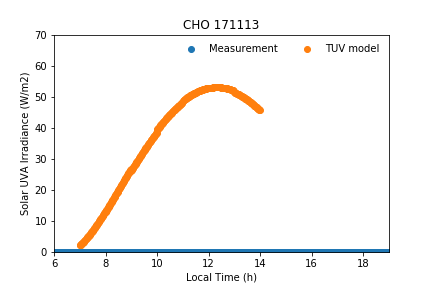 CHO 171113
Measurement
TUV model
70
60
50
40
30
20
10
0
Solar UVA Irradiance (W/m2)
6 8 10 12 14 16 18
Local Time (h)